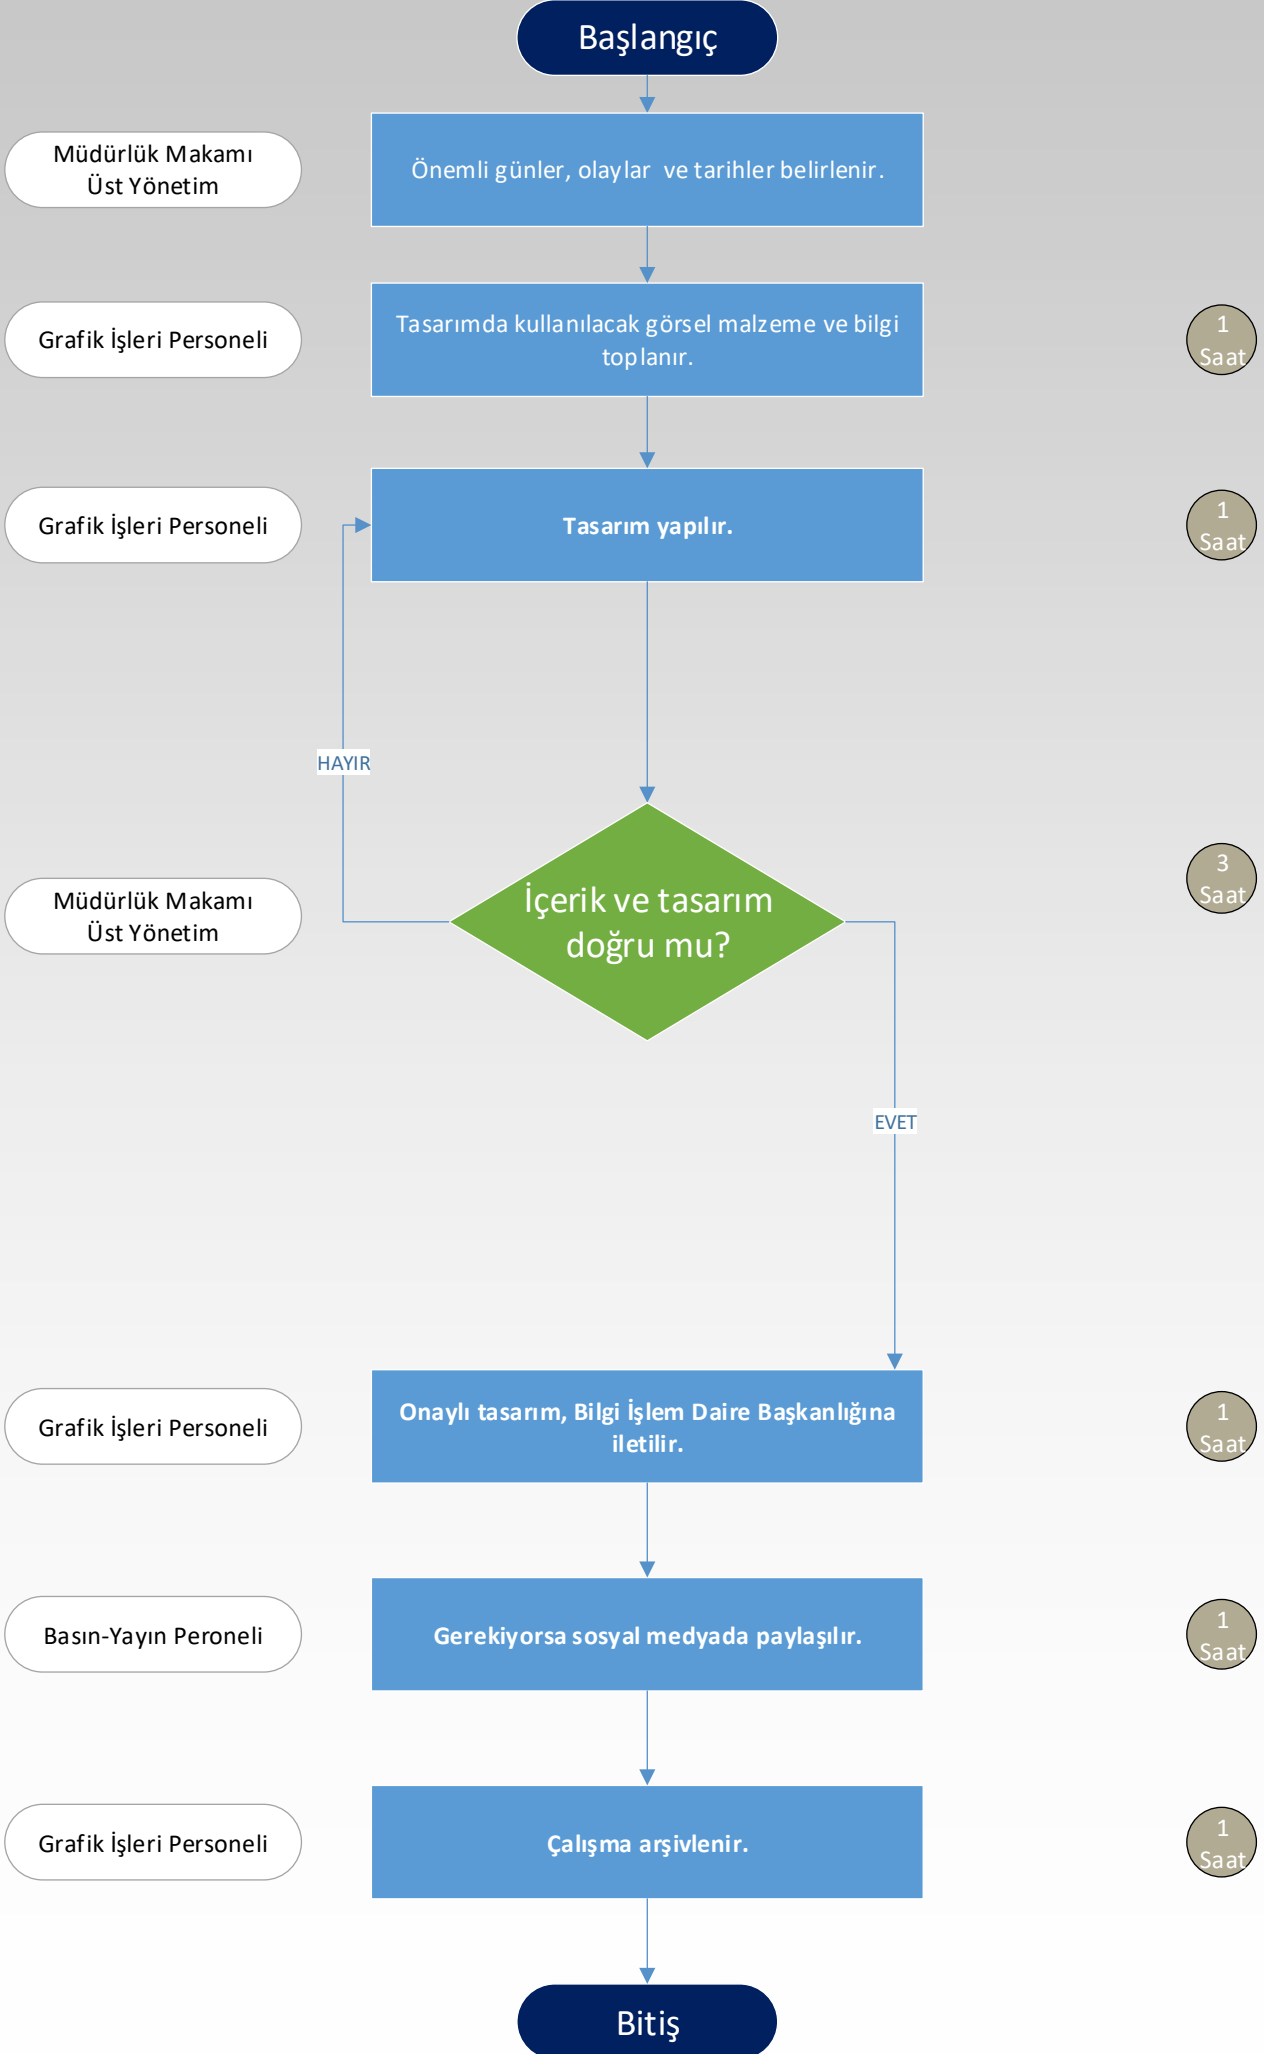 Başlangıç
Müdürlük Makamı
Üst Yönetim
Önemli günler, olaylar ve tarihler belirlenir.
Grafik İşleri Personeli
Tasarımda kullanılacak görsel malzeme ve bilgi
toplanır.
1
Saat
Grafik İşleri Personeli
Tasarım yapılır.
1
Saat
HAYIR
Müdürlük Makamı
Üst Yönetim
İçerik ve tasarım
doğru mu?
3
Saat
EVET
Grafik İşleri Personeli
Onaylı tasarım, Bilgi İşlem Daire Başkanlığına
iletilir.
1
Saat
Basın-Yayın Peroneli
Gerekiyorsa sosyal medyada paylaşılır.
1
Saat
Grafik İşleri Personeli
Çalışma arşivlenir.
1
Saat
Bitiş